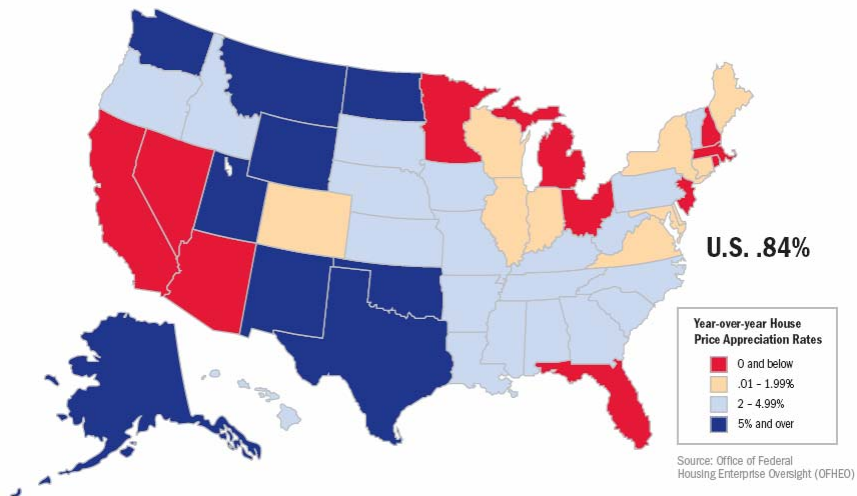 U.S. .84%
Year-over-year House
Price Appreciation Rates
0 and below
.01 – 1.99%
2 – 4.99%
5% and over
Source: Office of Federal
Housing Enterprise Oversight (OFHEO)